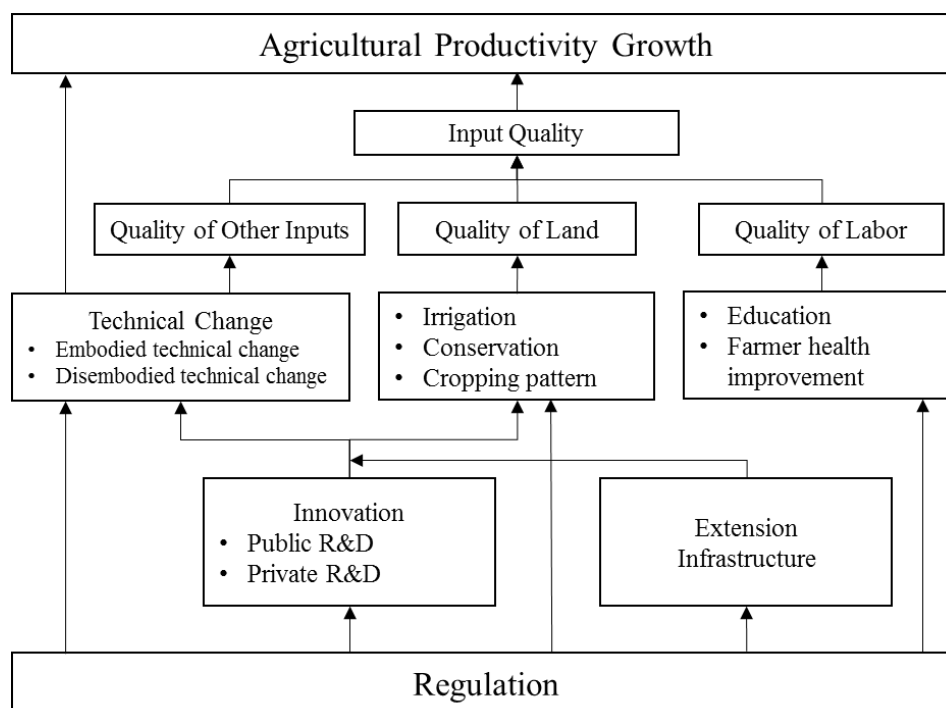 Agricultural Productivity Growth
Input Quality
Quality of Other Inputs
Quality of Land
Quality of Labor
Technical Change
• Embodied technical change
• Disembodied technical change
• Irrigation
• Conservation
• Cropping pattern
• Education
• Farmer health
improvement
Innovation
• Public R&D
• Private R&D
Extension
Infrastructure
Regulation